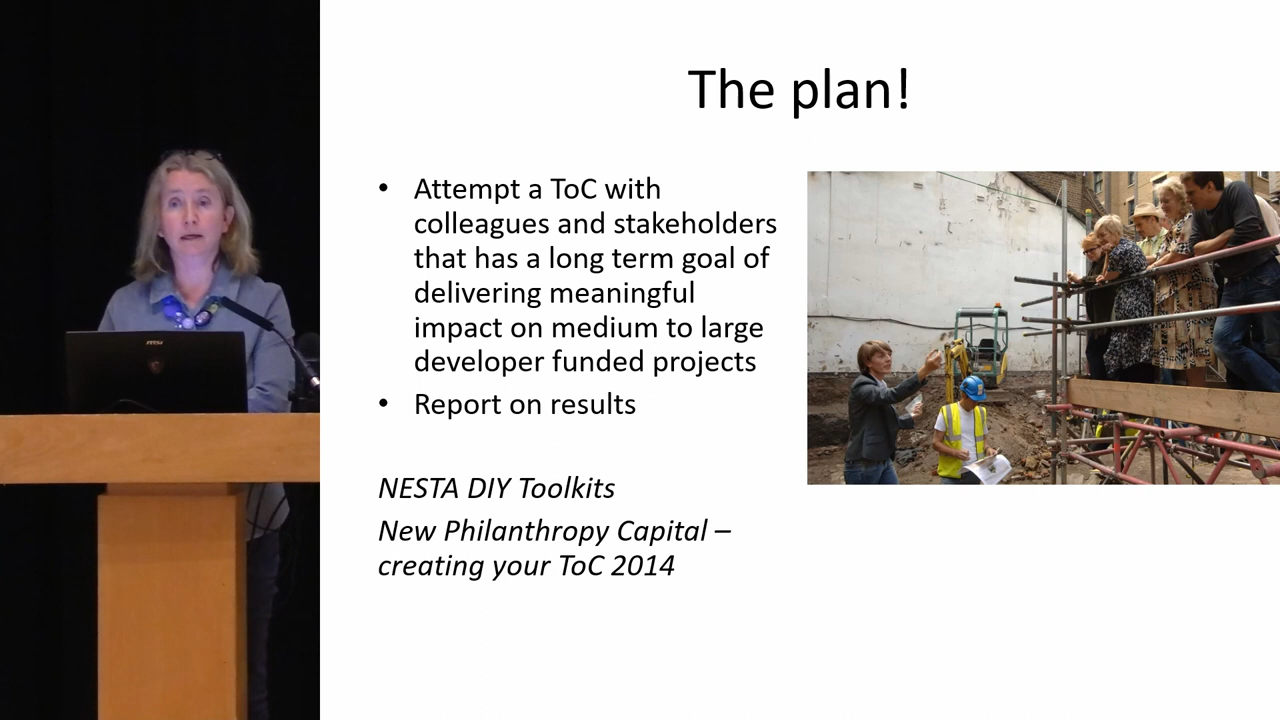 The plan!
• Attempt a ToC with
colleagues and stakeholders
that has a long term goal of
delivering meaningful
impact on medium to large
developer funded projects
• Report on results
NESTA DIY Toolkits
New Philanthropy Capital –
creating your ToC 2014
msi